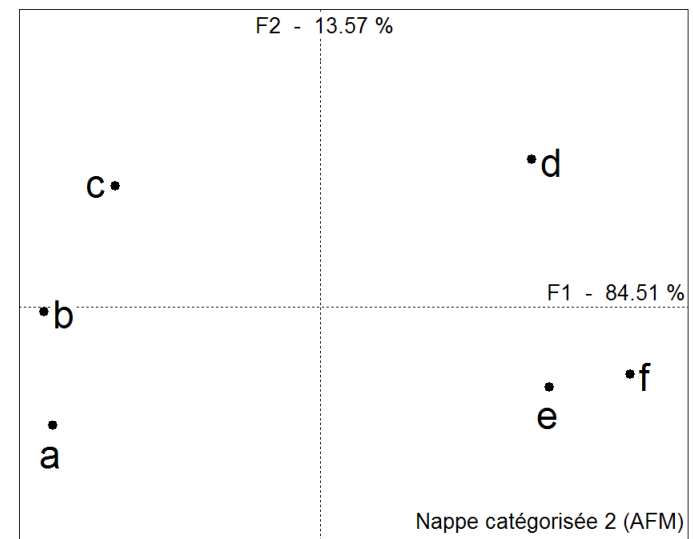 F2 - 13.57 %
d
c
F1 - 84.51 %
b
f
e
a
Nappe catégorisée 2 (AFM)